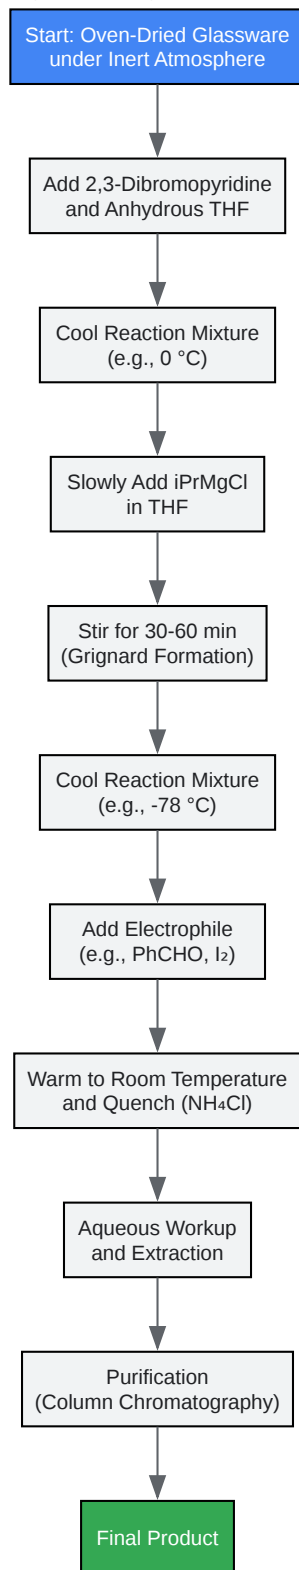 Start: Oven-Dried Glassware
under Inert Atmosphere
Add 2,3-Dibromopyridine
and Anhydrous THF
Cool Reaction Mixture
(e.g., 0 °C)
Slowly Add iPrMgCl
in THF
Stir for 30-60 min
(Grignard Formation)
Cool Reaction Mixture
(e.g., -78 °C)
Add Electrophile
(e.g., PhCHO, I₂)
Warm to Room Temperature
and Quench (NH₄Cl)
Aqueous Workup
and Extraction
Purification
(Column Chromatography)
Final Product